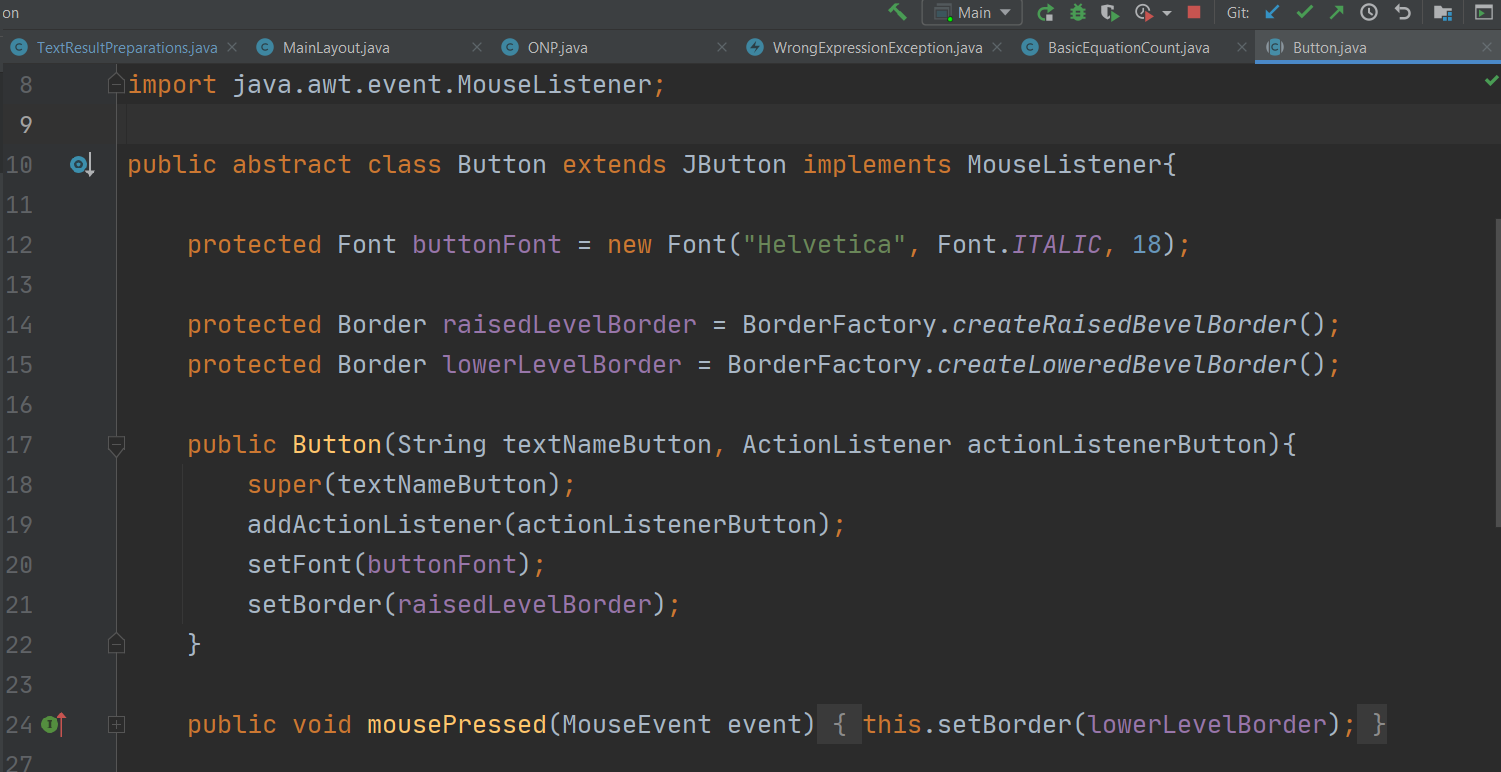 on
Main
Git:
TextResultPreparations.java MainLayout.java ONP.java WrongExpressionException.java BasicEquationCount.java Button.java
8 import java.awt.event.MouseListener;
9
10 public abstract class Button extends JButton implements MouseListener{
11
12 protected Font buttonFont = new Font("Helvetica", Font.ITALIC, 18);
13
14 protected Border raisedLevelBorder = BorderFactory.createRaisedBevelBorder();
15 protected Border lowerLevelBorder = BorderFactory.createLoweredBevelBorder();
16
17 public Button(String textNameButton, ActionListener actionListenerButton){
18 super(textNameButton);
19 addActionListener(actionListenerButton);
20 setFont(buttonFont);
21 setBorder(raisedLevelBorder);
22 }
23
24 public void mousePressed(MouseEvent event) { this.setBorder(lowerLevelBorder); }
27